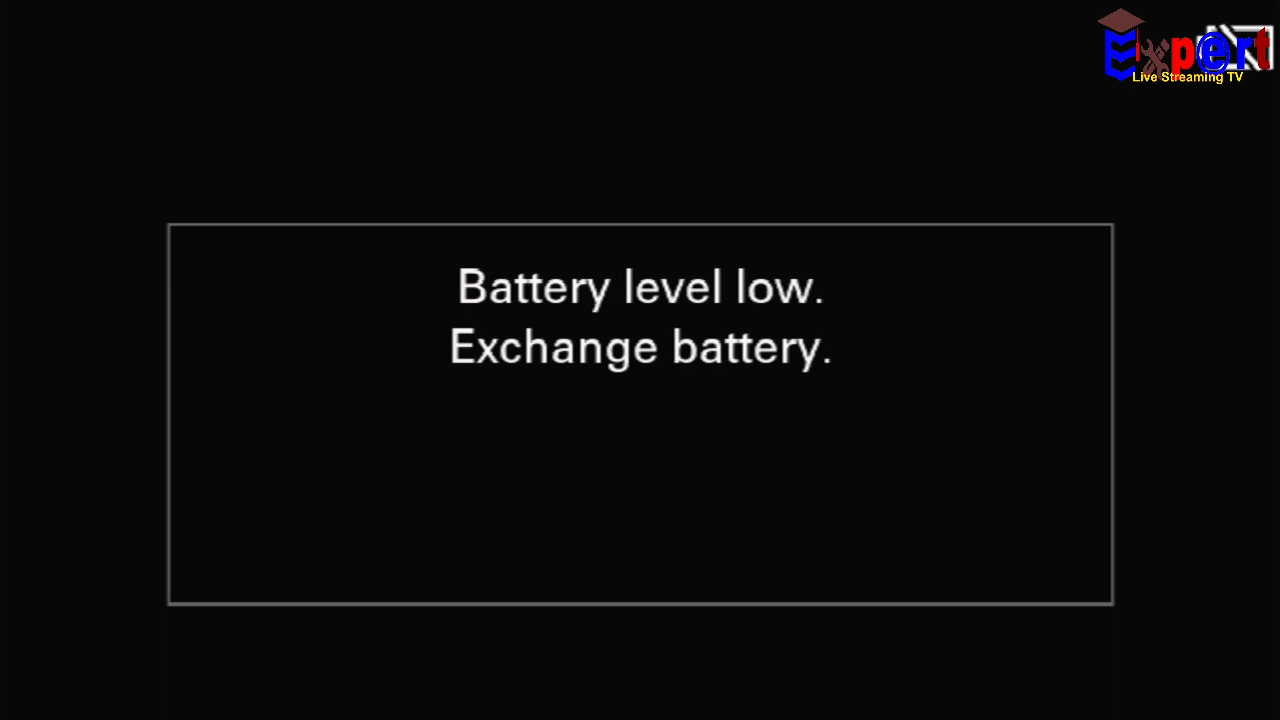 Expert
Live Streaming TV
Battery level low.
Exchange battery.